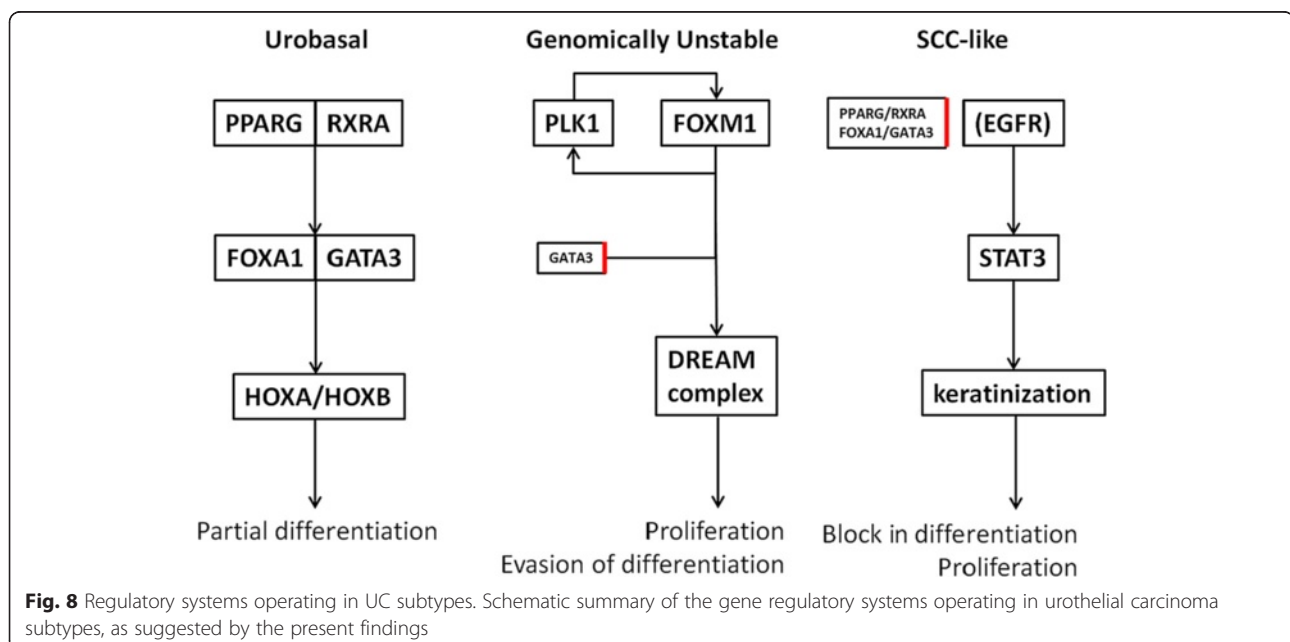 Urobasal
PPARG RXRA
FOXA1 GATA3
HOXA/HOXB
Partial differentiation
Genomically Unstable
PLK1 FOXM1
GATA3
DREAM
complex
Proliferation
Evasion of differentiation
SCC-like
PPARG/RXRA
FOXA1/GATA3
(EGFR)
STAT3
keratinization
Block in differentiation
Proliferation
Fig. 8 Regulatory systems operating in UC subtypes. Schematic summary of the gene regulatory systems operating in urothelial carcinoma
subtypes, as suggested by the present findings